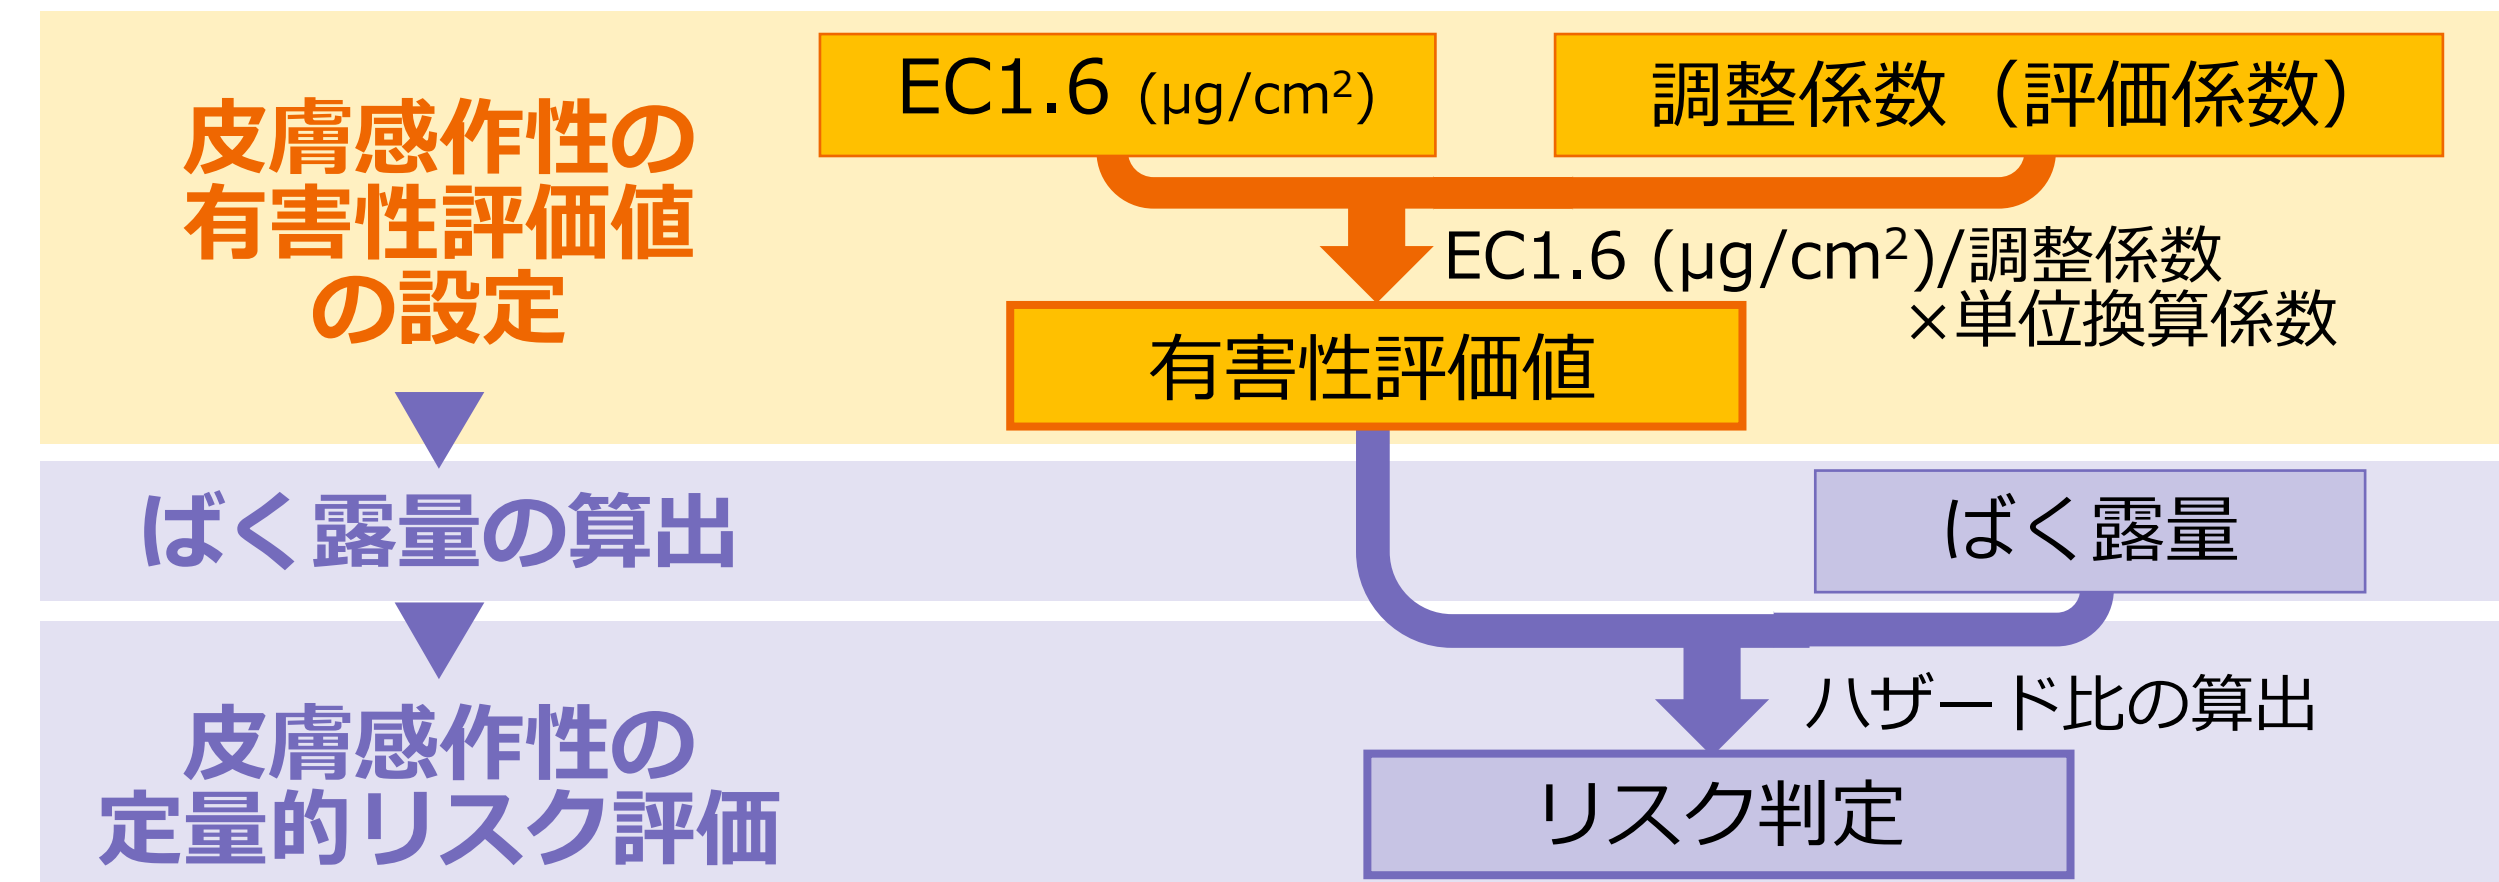 皮膚感作性の
有害性評価値
の設定
EC1.6 (μg/cm2)
誤差係数 (評価係数)
EC1.6 (μg/cm2)/誤差係数
×単位換算係数
有害性評価値
ばく露量の算出
ばく露量
皮膚感作性の
定量的リスク評価
ハザード比の算出
リスク判定